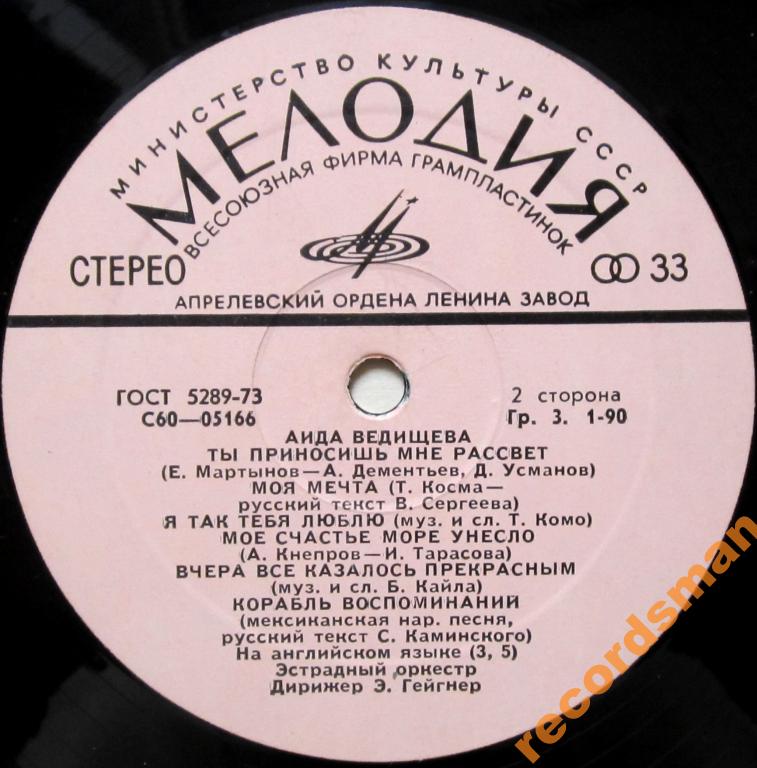 МИНИСТЕРСТВО КУЛЬТУРЫ СССР
МЕЛОДИЯ
ВСЕСОЮЗНАЯ ФИРМА ГРАМПЛАСТИНОК
СТЕРЕО
33
АПРЕЛЕВСКИЙ ОРДЕНА ЛЕНИНА ЗАВОД
ГОСТ 5289-73
2 сторона
С60—05166
Гр. 3. 1-90
АИДА ВЕДИЩЕВА
ТЫ ПРИНОСИШЬ МНЕ РАССВЕТ
(Е. Мартынов—А. Дементьев, Д. Усманов)
МОЯ МЕЧТА (Т. Косма—
русский текст В. Сергеева)
Я ТАК ТЕБЯ ЛЮБЛЮ (муз. и сл. Т. Комо)
МОЕ СЧАСТЬЕ МОРЕ УНЕСЛО
(А. Кнепров—И. Тарасова)
ВЧЕРА ВСЕ КАЗАЛОСЬ ПРЕКРАСНЫМ
(муз. и сл. Б. Кайла)
КОРАБЛЬ ВОСПОМИНАНИЙ
(мексиканская нар. песня,
русский текст С. Каминского)
На английском языке (3, 5)
Эстрадный оркестр
Дирижер Э. Гейгнер
recordsman